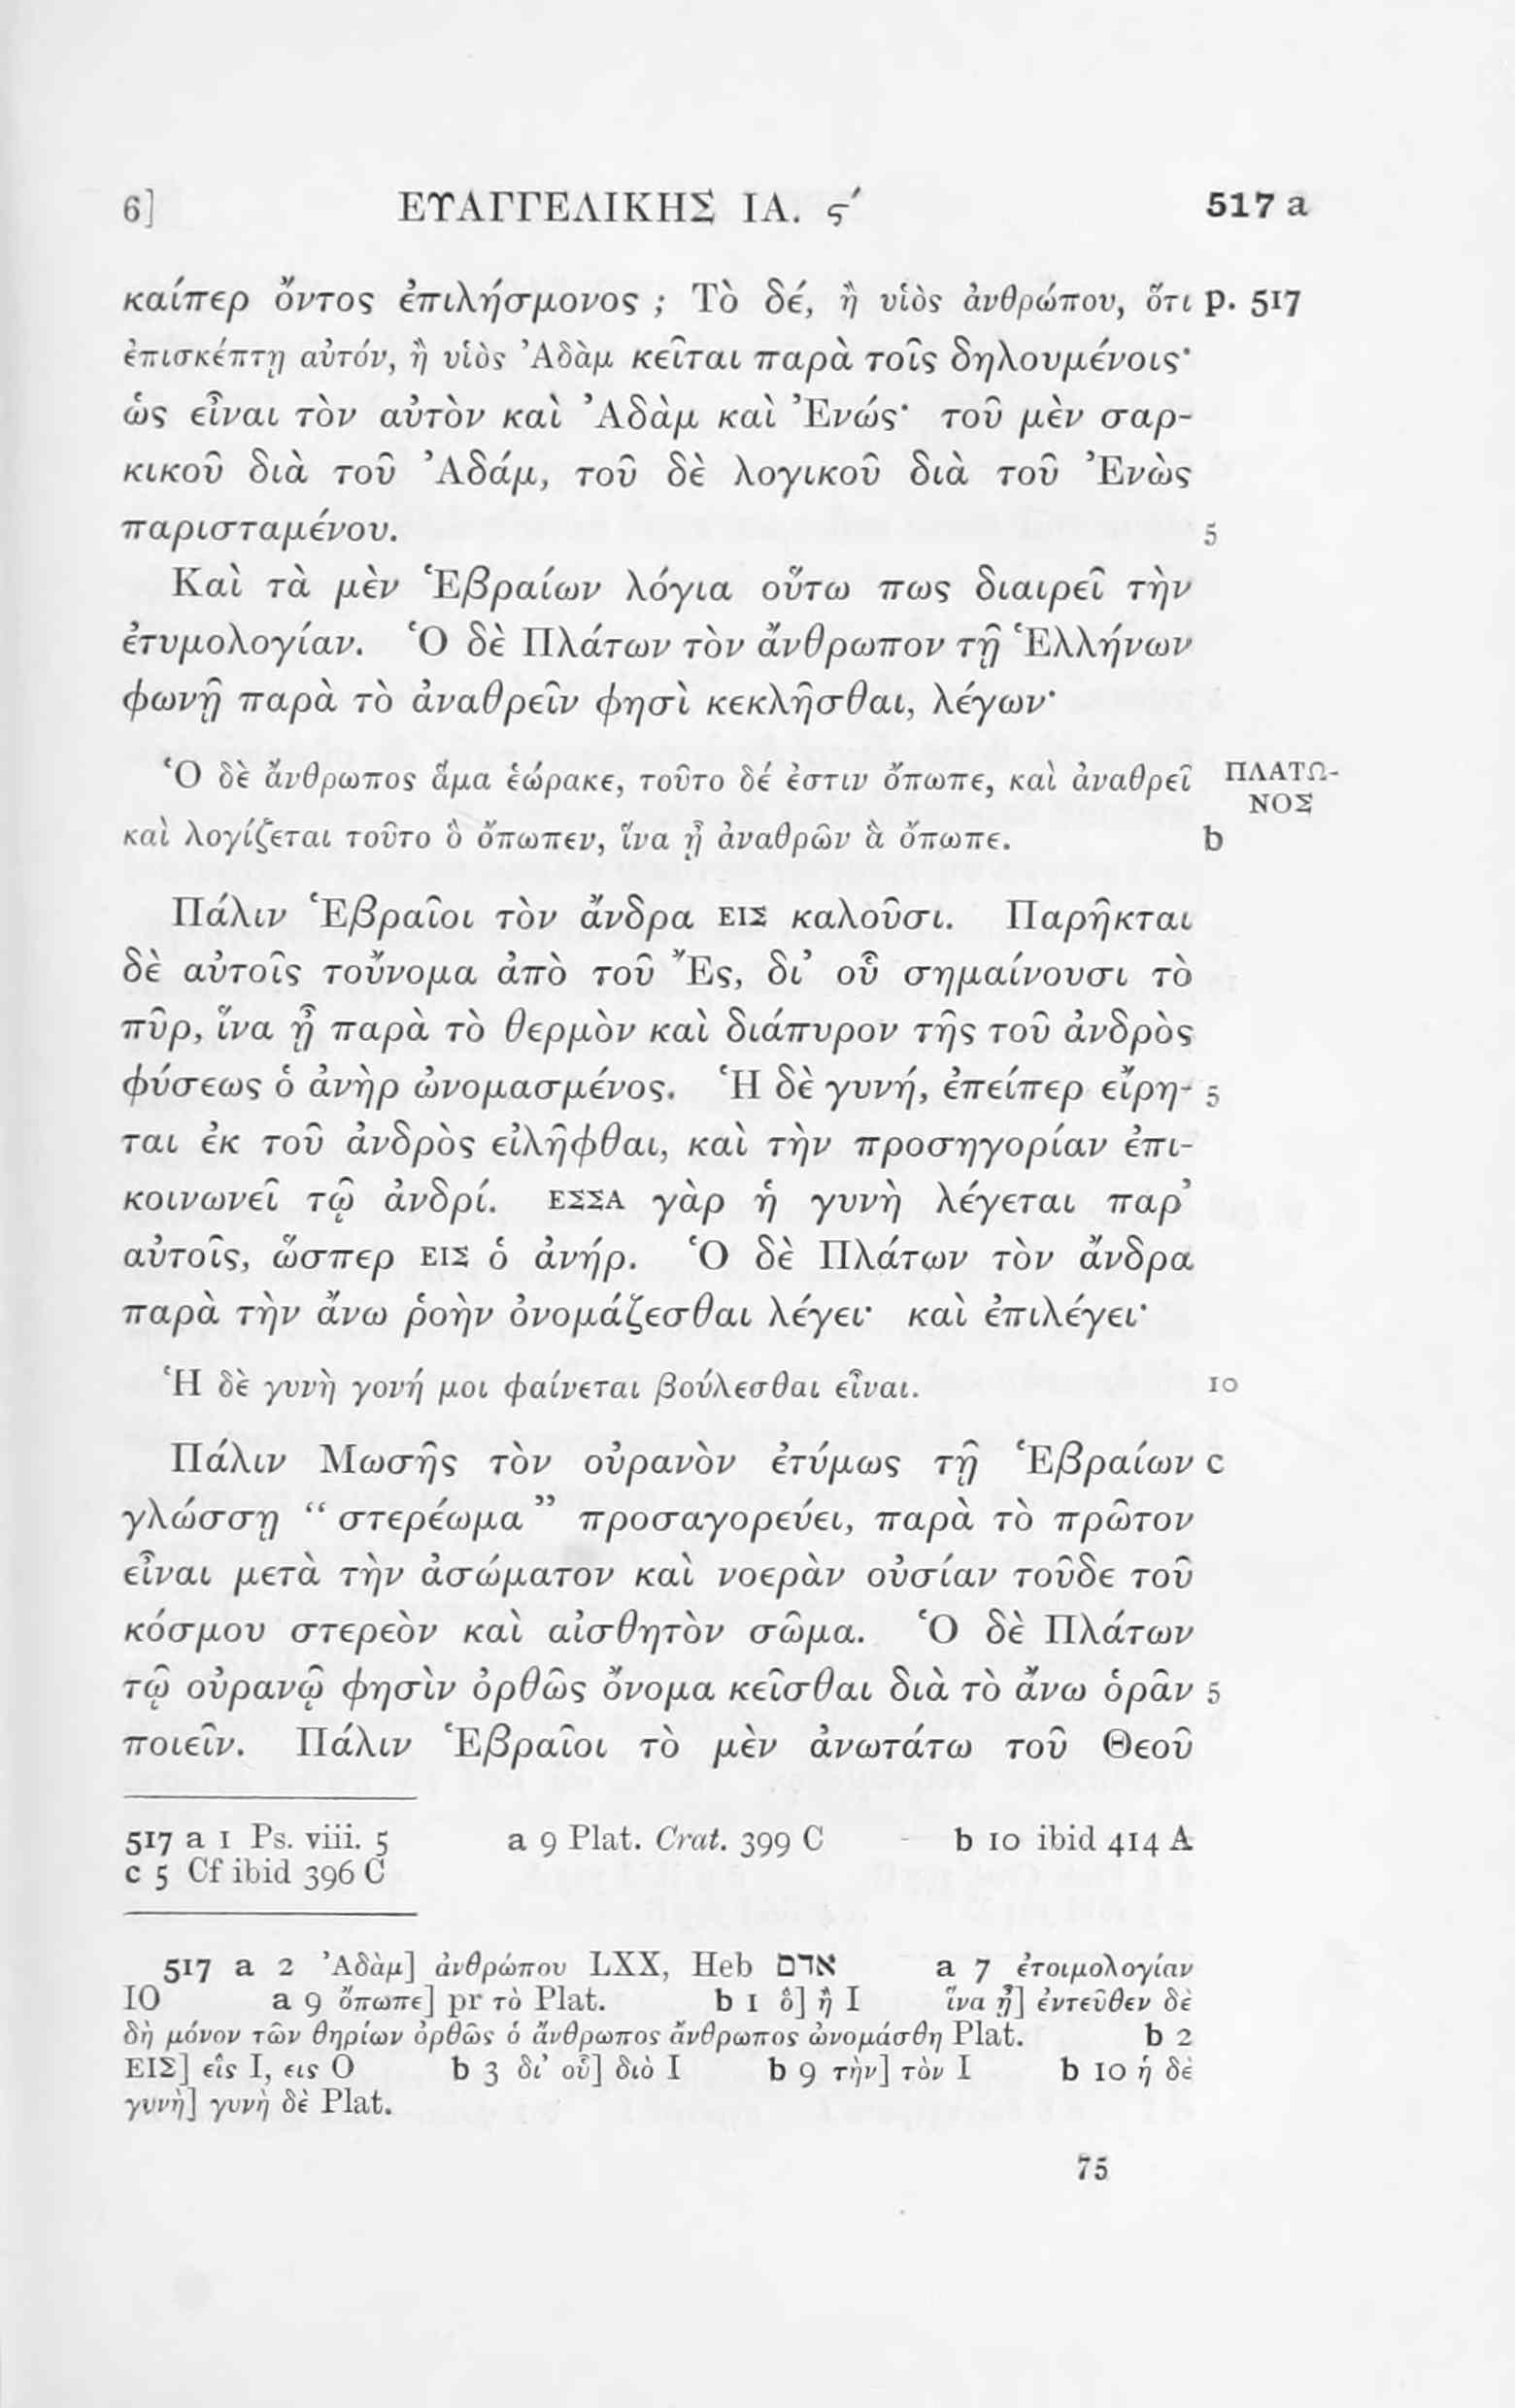 6] ΕΥΑΓΓΕΛΙΚΗΣ ΙΑ. ϛ´ 517 a
καίπερ ὄντος ἐπιλήσμονος ; Τὸ δέ, ἢ υἱὸς ἀνθρώπου, ὅτι p. 517
ἐπισκέπτῃ αὐτόν, ἢ υἱὸς Ἀδὰμ κεῖται παρὰ τοῖς δηλουμένοις·
ὡς εἶναι τὸν αὐτὸν καὶ Ἀδὰμ καὶ Ἐνώς· τοῦ μὲν σαρ-
κικοῦ διὰ τοῦ Ἀδάμ, τοῦ δὲ λογικοῦ διὰ τοῦ Ἐνὼς
παρισταμένου. 5
Καὶ τὰ μὲν Ἑβραίων λόγια οὕτω πως διαιρεῖ τὴν
ἐτυμολογίαν. Ὁ δὲ Πλάτων τὸν ἄνθρωπον τῇ Ἑλλήνων
φωνῇ παρὰ τὸ ἀναθρεῖν φησὶ κεκλῆσθαι, λέγων·
Ὁ δὲ ἄνθρωπος ἅμα ἑώρακε, τοῦτο δέ ἐστιν ὄπωπε, καὶ ἀναθρεῖ ΠΛΑΤΩ-
ΝΟΣ
καὶ λογίζεται τοῦτο ὃ ὄπωπεν, ἵνα ᾖ ἀναθρῶν ἃ ὄπωπε. b
Πάλιν Ἑβραῖοι τὸν ἄνδρα ΕΙΣ καλοῦσι. Παρῆκται
δὲ αὐτοῖς τοὔνομα ἀπὸ τοῦ Ἒς, δι’ οὗ σημαίνουσι τὸ
πῦρ, ἵνα ᾖ παρὰ τὸ θερμὸν καὶ διάπυρον τῆς τοῦ ἀνδρὸς
φύσεως ὁ ἀνὴρ ὠνομασμένος. Ἡ δὲ γυνή, ἐπείπερ εἴρη- 5
ται ἐκ τοῦ ἀνδρὸς εἰλῆφθαι, καὶ τὴν προσηγορίαν ἐπι-
κοινωνεῖ τῷ ἀνδρί. ΕΣΣΑ γὰρ ἡ γυνὴ λέγεται παρ’
αὐτοῖς, ὥσπερ ΕΙΣ ὁ ἀνήρ. Ὁ δὲ Πλάτων τὸν ἄνδρα
παρὰ τὴν ἄνω ῥοὴν ὀνομάζεσθαι λέγει· καὶ ἐπιλέγει·
Ἡ δὲ γυνὴ γονή μοι φαίνεται βούλεσθαι εἶναι. 10
Πάλιν Μωσῆς τὸν οὐρανὸν ἐτύμως τῇ Ἑβραίων c
γλώσσῃ “ στερέωμα ” προσαγορεύει, παρὰ τὸ πρῶτον
εἶναι μετὰ τὴν ἀσώματον καὶ νοερὰν οὐσίαν τοῦδε τοῦ
κόσμου στερεὸν καὶ αἰσθητὸν σῶμα. Ὁ δὲ Πλάτων
τῷ οὐρανῷ φησὶν ὀρθῶς ὄνομα κεῖσθαι διὰ τὸ ἄνω ὁρᾶν 5
ποιεῖν. Πάλιν Ἑβραῖοι τὸ μὲν ἀνωτάτω τοῦ Θεοῦ
517 a 1 Ps. viii. 5 a 9 Plat. Crat. 399 C b 10 ibid 414 A
c 5 Cf ibid 396 C
517 a 2 Ἀδὰμ] ἀνθρώπου LXX, Heb אדם a 7 ἐτοιμολογίαν
IO a 9 ὄπωπε] pr τὸ Plat. b 1 ὃ] ἢ I ἵνα ᾖ] ἐντεῦθεν δὲ
δὴ μόνον τῶν θηρίων ὀρθῶς ὁ ἄνθρωπος ἄνθρωπος ὠνομάσθη Plat. b 2
ΕΙΣ] εἷς I, εις O b 3 δι’ οὗ] διὸ I b 9 τὴν] τὸν I b 10 ἡ δὲ
γυνὴ] γυνὴ δὲ Plat.
75